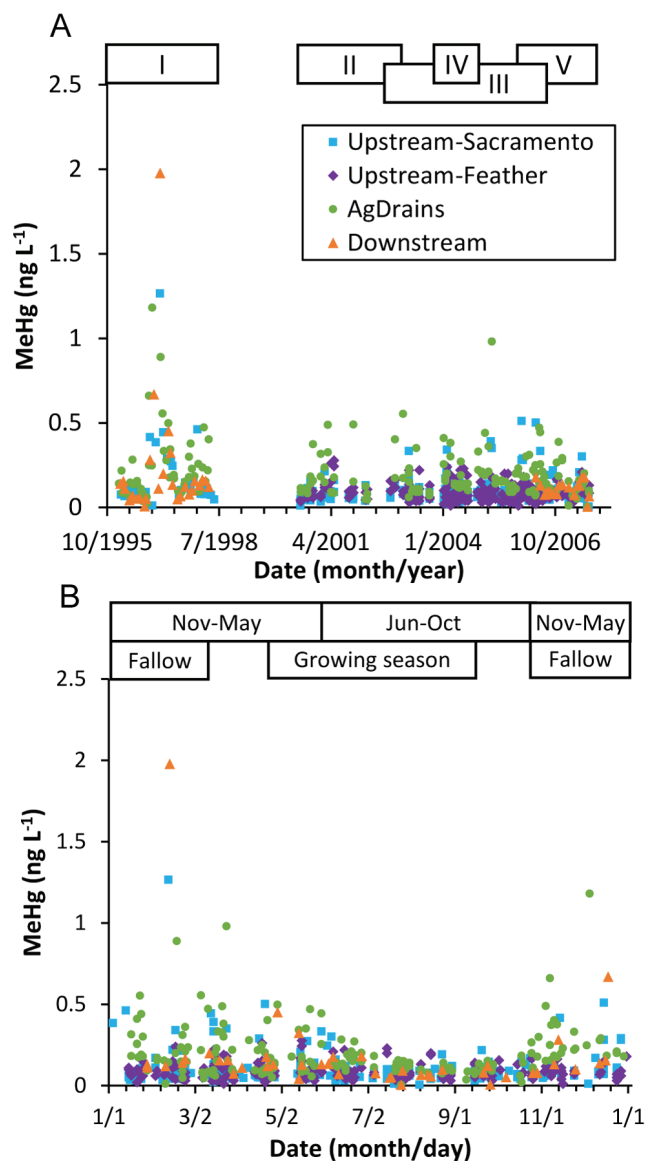 A
I II IV V
III
2.5
Upstream-Sacramento
Upstream-Feather
AgDrains
Downstream
2
1.5
1
0.5
0
MeHg (ng L-1)
10/1995 7/1998 4/2001 1/2004 10/2006
Date (month/year)
B
Nov-May Jun-Oct Nov-May
Fallow Growing season Fallow
2.5
2
1.5
1
0.5
0
MeHg (ng L-1)
1/1 3/2 5/2 7/2 9/1 11/1 1/1
Date (month/day)